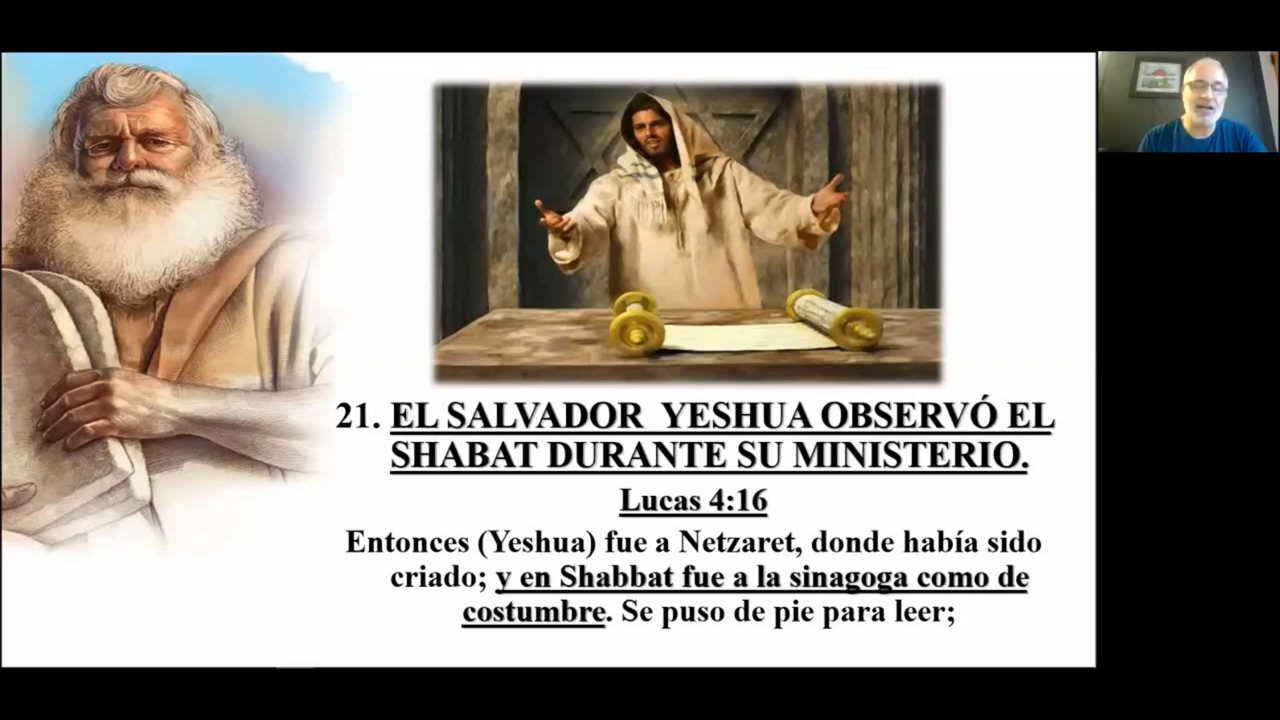 21. EL SALVADOR YESHUA OBSERVÓ EL
SHABAT DURANTE SU MINISTERIO.
Lucas 4:16
Entonces (Yeshua) fue a Netzaret, donde había sido
criado; y en Shabbat fue a la sinagoga como de
costumbre. Se puso de pie para leer;